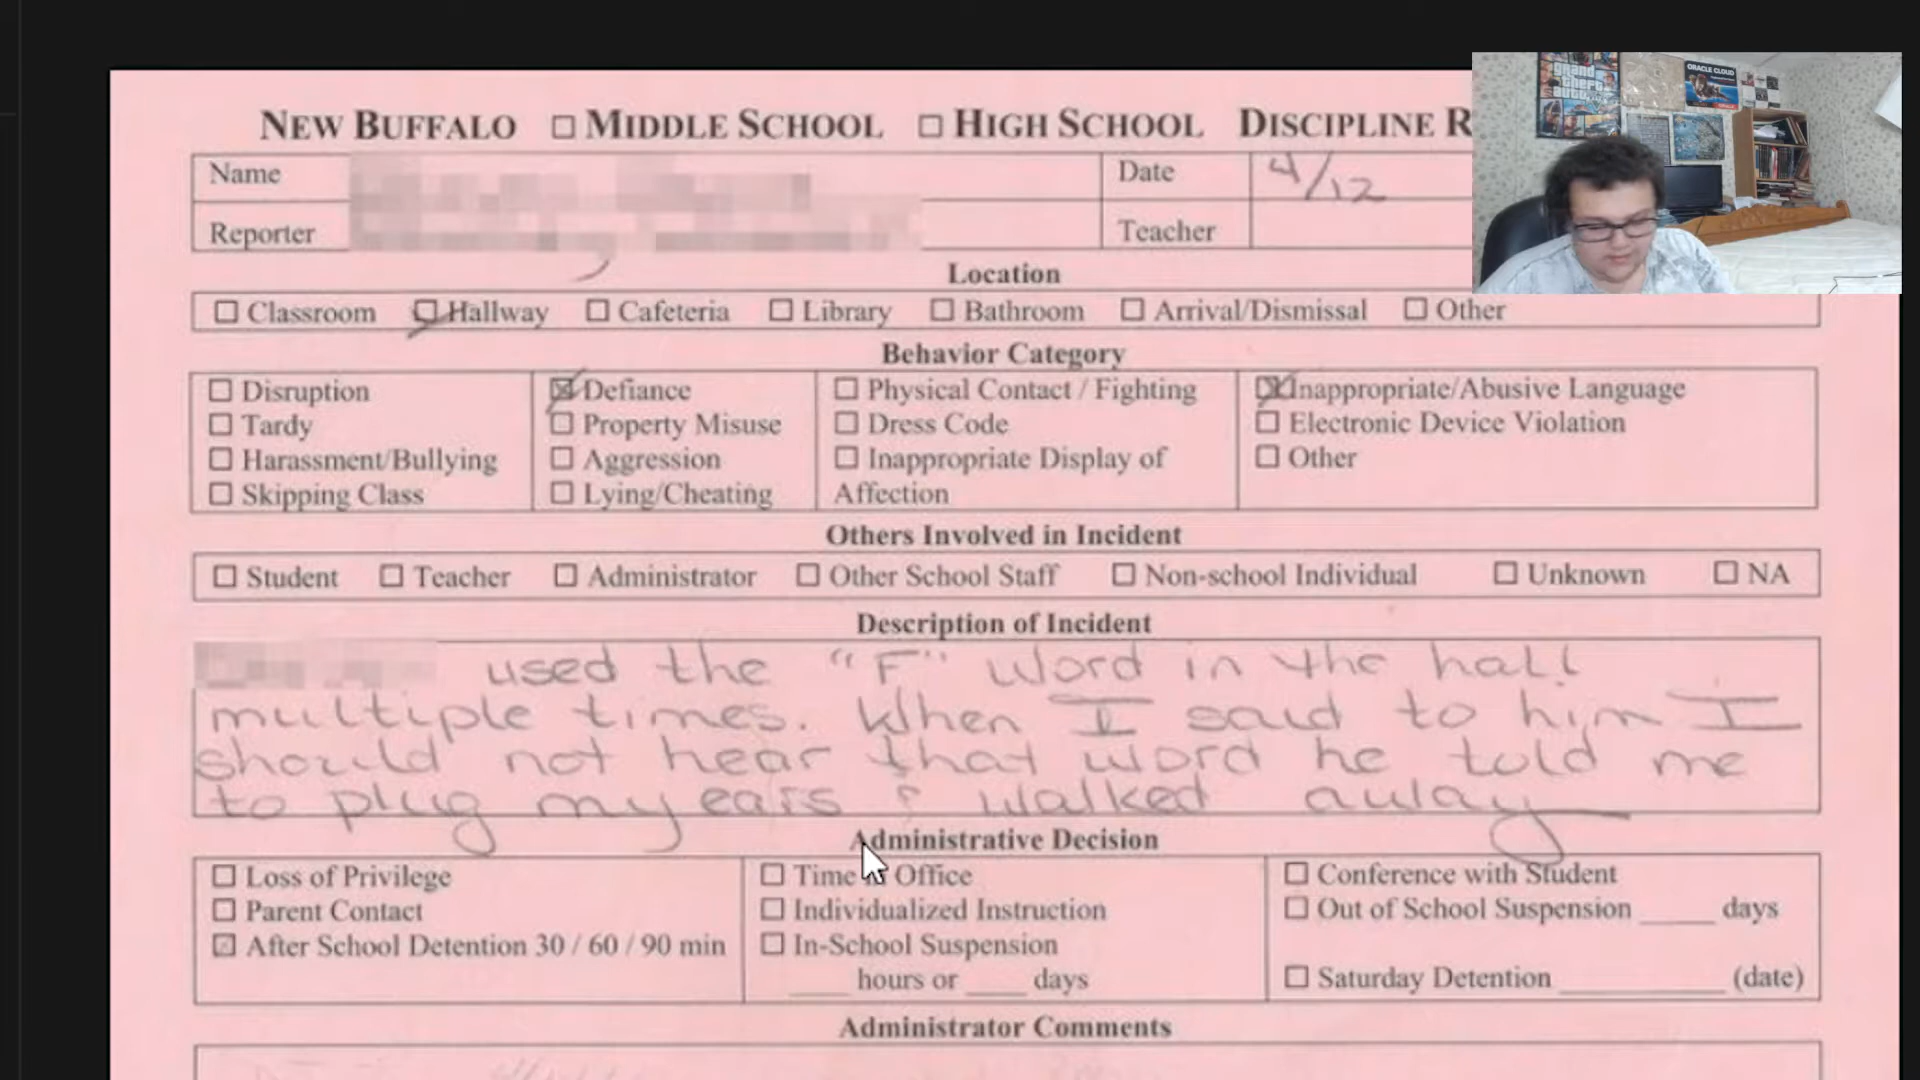 NEW BUFFALO ☐ MIDDLE SCHOOL ☐ HIGH SCHOOL DISCIPLINE R
Name
Date 4/12
Reporter
Teacher
Location
☐ Classroom ☑ Hallway ☐ Cafeteria ☐ Library ☐ Bathroom ☐ Arrival/Dismissal ☐ Other
Behavior Category
☐ Disruption ☒ Defiance ☐ Physical Contact / Fighting ☒ Inappropriate/Abusive Language
☐ Tardy ☐ Property Misuse ☐ Dress Code ☐ Electronic Device Violation
☐ Harassment/Bullying ☐ Aggression ☐ Inappropriate Display of ☐ Other
☐ Skipping Class ☐ Lying/Cheating Affection
Others Involved in Incident
☐ Student ☐ Teacher ☐ Administrator ☐ Other School Staff ☐ Non-school Individual ☐ Unknown ☐ NA
Description of Incident
used the "F" word in the hall
multiple times. When I said to him I
should not hear that word he told me
to plug my ears & walked away
Administrative Decision
☐ Loss of Privilege ☐ Time Office ☐ Conference with Student
☐ Parent Contact ☐ Individualized Instruction ☐ Out of School Suspension _____ days
☒ After School Detention 30 / 60 / 90 min ☐ In-School Suspension
____ hours or ____ days ☐ Saturday Detention ___________ (date)
Administrator Comments
grand
theft
ORACLE CLOUD